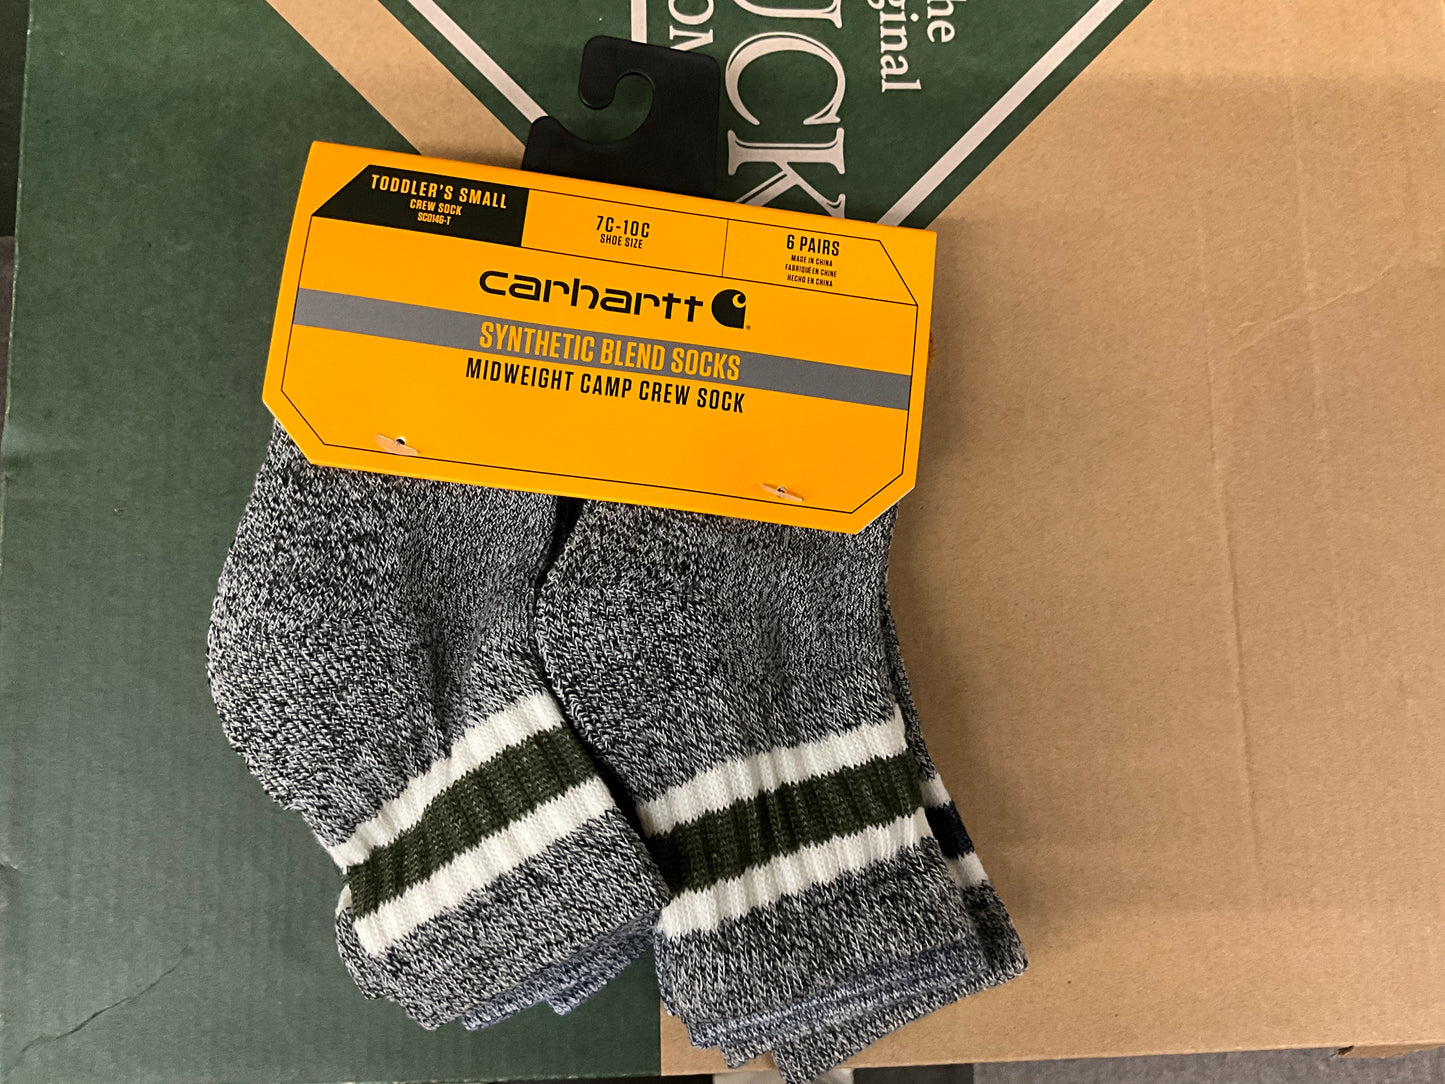 the
Original
UCK
TODDLER'S SMALL
CREW SOCK
SC0146-T
7C-10C
SHOE SIZE
6 PAIRS
MADE IN CHINA
FABRIQUÉ EN CHINE
HECHO EN CHINA
carhartt
SYNTHETIC BLEND SOCKS
MIDWEIGHT CAMP CREW SOCK